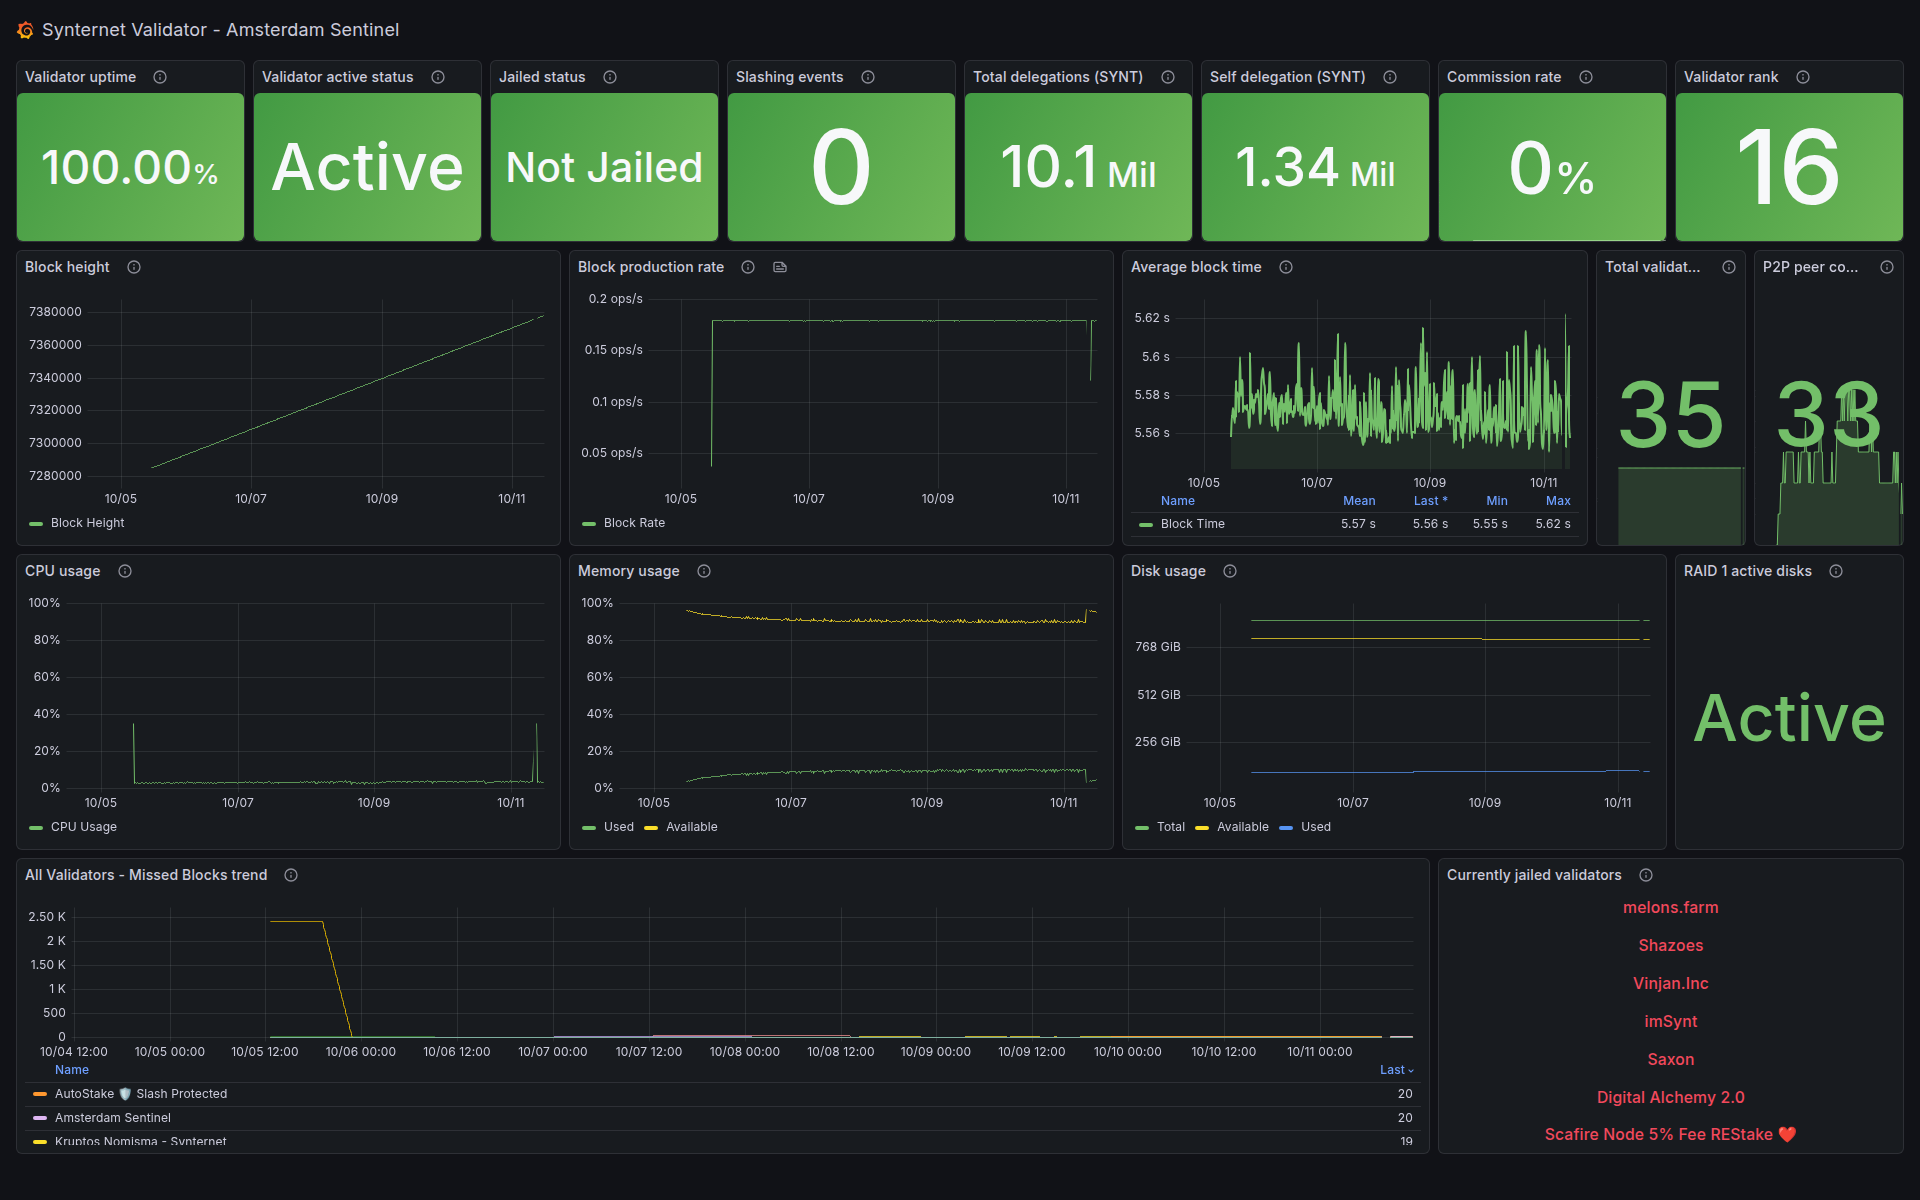 Synternet Validator - Amsterdam Sentinel
Validator uptime
100.00%
Validator active status
Active
Jailed status
Not Jailed
Slashing events
0
Total delegations (SYNT)
10.1 Mil
Self delegation (SYNT)
1.34 Mil
Commission rate
0%
Validator rank
16
Block height
7380000
7360000
7340000
7320000
7300000
7280000
10/05 10/07 10/09 10/11
Block Height
Block production rate
0.2 ops/s
0.15 ops/s
0.1 ops/s
0.05 ops/s
10/05 10/07 10/09 10/11
Block Rate
Average block time
5.62 s
5.6 s
5.58 s
5.56 s
10/05 10/07 10/09 10/11
Name Mean Last * Min Max
Block Time 5.57 s 5.56 s 5.55 s 5.62 s
Total validat...
35
P2P peer co...
33
CPU usage
100%
80%
60%
40%
20%
0%
10/05 10/07 10/09 10/11
CPU Usage
Memory usage
100%
80%
60%
40%
20%
0%
10/05 10/07 10/09 10/11
Used Available
Disk usage
768 GiB
512 GiB
256 GiB
10/05 10/07 10/09 10/11
Total Available Used
RAID 1 active disks
Active
All Validators - Missed Blocks trend
2.50 K
2 K
1.50 K
1 K
500
0
10/04 12:00 10/05 00:00 10/05 12:00 10/06 00:00 10/06 12:00 10/07 00:00 10/07 12:00 10/08 00:00 10/08 12:00 10/09 00:00 10/09 12:00 10/10 00:00 10/10 12:00 10/11 00:00
Name Last
AutoStake 🛡️ Slash Protected 20
Amsterdam Sentinel 20
Kruptos Nomisma - Synternet 19
Currently jailed validators
melons.farm
Shazoes
Vinjan.Inc
imSynt
Saxon
Digital Alchemy 2.0
Scafire Node 5% Fee REStake ❤️